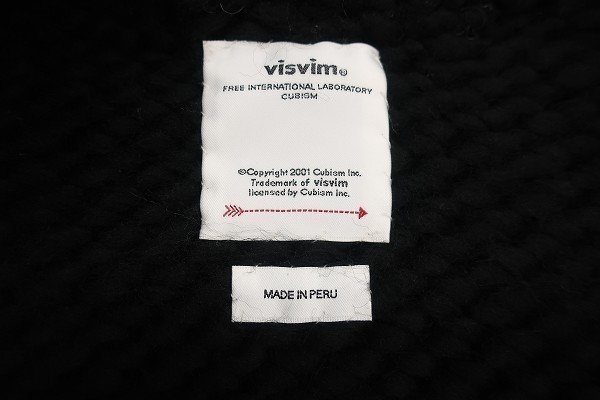 visvim®
FREE INTERNATIONAL LABORATORY
CUBISM
©Copyright 2001 Cubism Inc.
Trademark of visvim
licensed by Cubism Inc.
MADE IN PERU